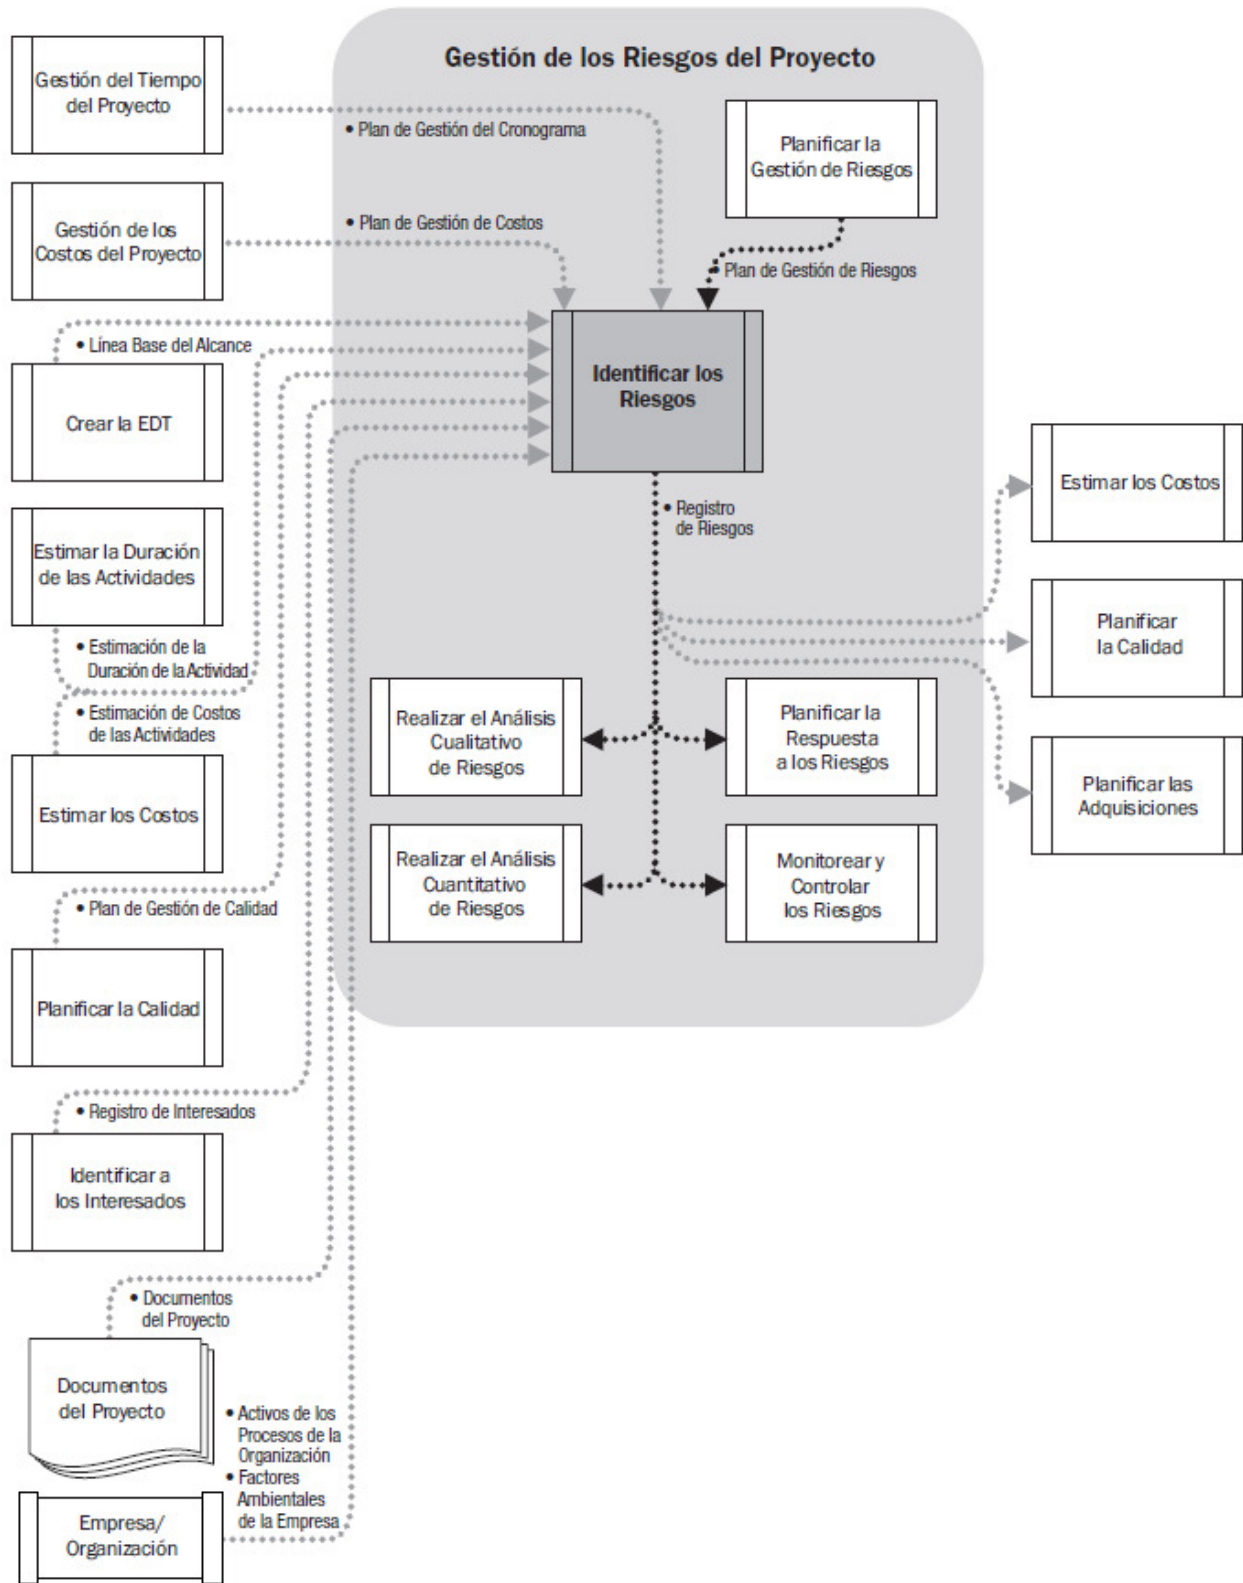 Gestión de los Riesgos del Proyecto
Gestión del Tiempo
del Proyecto
• Plan de Gestión del Cronograma
Planificar la
Gestión de Riesgos
Gestión de los
Costos del Proyecto
• Plan de Gestión de Costos
• Plan de Gestión de Riesgos
• Línea Base del Alcance
Identificar los
Riesgos
Crear la EDT
• Registro
de Riesgos
Estimar los Costos
Estimar la Duración
de las Actividades
Planificar
la Calidad
• Estimación de la
Duración de la Actividad
• Estimación de Costos
de las Actividades
Realizar el Análisis
Cualitativo
de Riesgos
Planificar la
Respuesta
a los Riesgos
Planificar las
Adquisiciones
Estimar los Costos
Realizar el Análisis
Cuantitativo
de Riesgos
Monitorear y
Controlar
los Riesgos
• Plan de Gestión de Calidad
Planificar la Calidad
• Registro de Interesados
Identificar a
los Interesados
• Documentos
del Proyecto
Documentos
del Proyecto
• Activos de los
Procesos de la
Organización
• Factores
Ambientales
de la Empresa
Empresa/
Organización